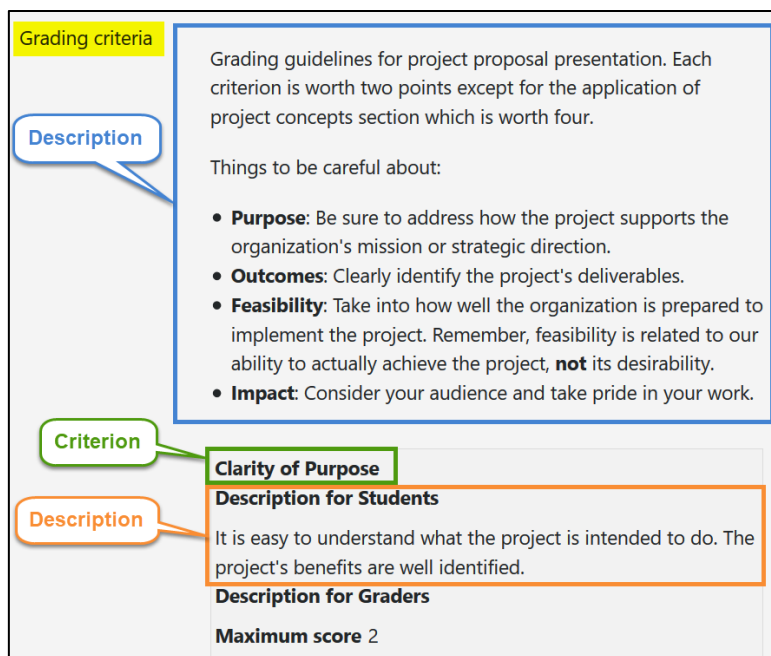 Grading criteria
Grading guidelines for project proposal presentation. Each
criterion is worth two points except for the application of
project concepts section which is worth four.
Description
Things to be careful about:
• Purpose: Be sure to address how the project supports the
organization's mission or strategic direction.
• Outcomes: Clearly identify the project's deliverables.
• Feasibility: Take into how well the organization is prepared to
implement the project. Remember, feasibility is related to our
ability to actually achieve the project, not its desirability.
• Impact: Consider your audience and take pride in your work.
Criterion
Clarity of Purpose
Description
Description for Students
It is easy to understand what the project is intended to do. The
project's benefits are well identified.
Description for Graders
Maximum score 2